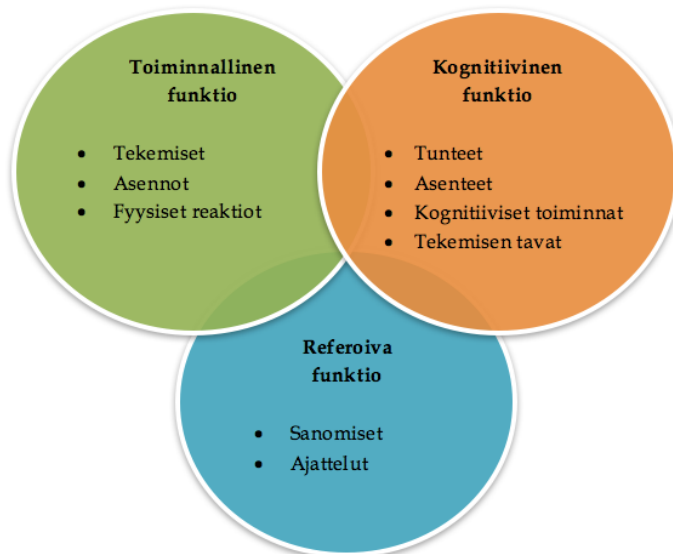 Toiminnallinen
funktio
• Tekemiset
• Asennot
• Fyysiset reaktiot
Kognitiivinen
funktio
• Tunteet
• Asenteet
• Kognitiiviset toiminnat
• Tekemisen tavat
Referoiva
funktio
• Sanomiset
• Ajattelut